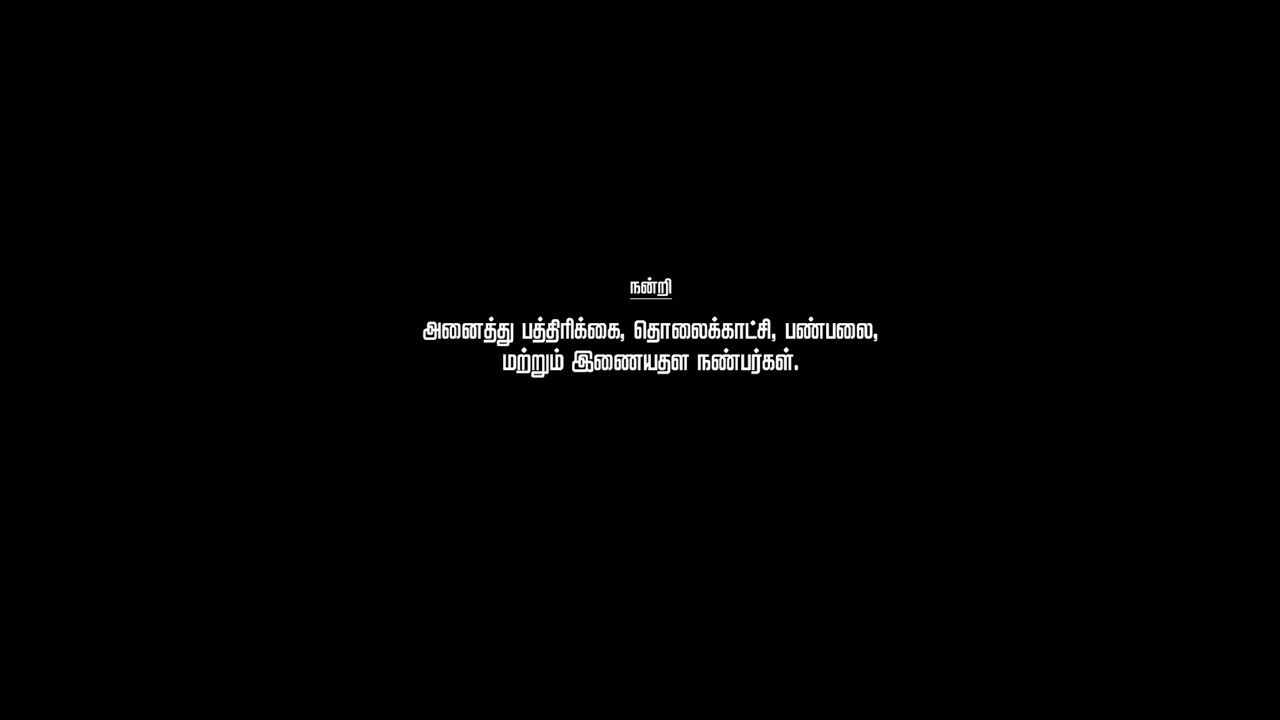 நன்றி
அனைத்து பத்திரிக்கை, தொலைக்காட்சி, பண்பலை,
மற்றும் இணையதள நண்பர்கள்.